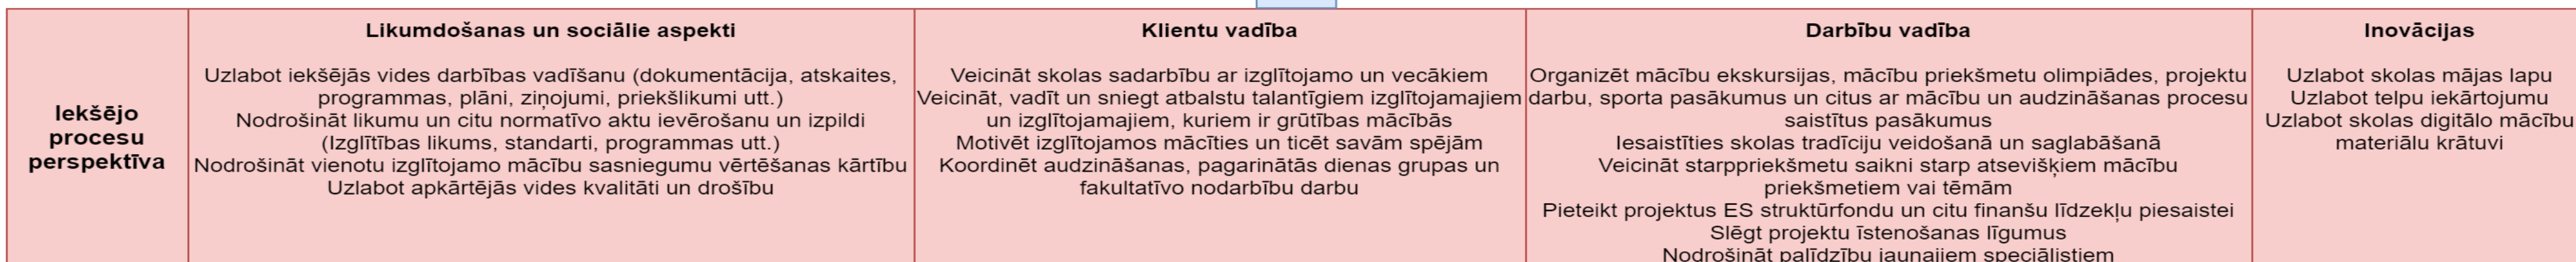 Iekšējo
procesu
perspektīva
Likumdošanas un sociālie aspekti
Uzlabot iekšējās vides darbības vadīšanu (dokumentācija, atskaites,
programmas, plāni, ziņojumi, priekšlikumi utt.)
Nodrošināt likumu un citu normatīvo aktu ievērošanu un izpildi
(Izglītības likums, standarti, programmas utt.)
Nodrošināt vienotu izglītojamo mācību sasniegumu vērtēšanas kārtību
Uzlabot apkārtējās vides kvalitāti un drošību
Klientu vadība
Veicināt skolas sadarbību ar izglītojamo un vecākiem
Veicināt, vadīt un sniegt atbalstu talantīgiem izglītojamajiem
un izglītojamajiem, kuriem ir grūtības mācībās
Motivēt izglītojamos mācīties un ticēt savām spējām
Koordinēt audzināšanas, pagarinātās dienas grupas un
fakultatīvo nodarbību darbu
Darbību vadība
Organizēt mācību ekskursijas, mācību priekšmetu olimpiādes, projektu
darbu, sporta pasākumus un citus ar mācību un audzināšanas procesu
saistītus pasākumus
Iesaistīties skolas tradīciju veidošanā un saglabāšanā
Veicināt starppriekšmetu saikni starp atsevišķiem mācību
priekšmetiem vai tēmām
Pieteikt projektus ES struktūrfondu un citu finanšu līdzekļu piesaistei
Slēgt projektu īstenošanas līgumus
Nodrošināt palīdzību jaunajiem speciālistiem
Inovācijas
Uzlabot skolas mājas lapu
Uzlabot telpu iekārtojumu
Uzlabot skolas digitālo mācību
materiālu krātuvi